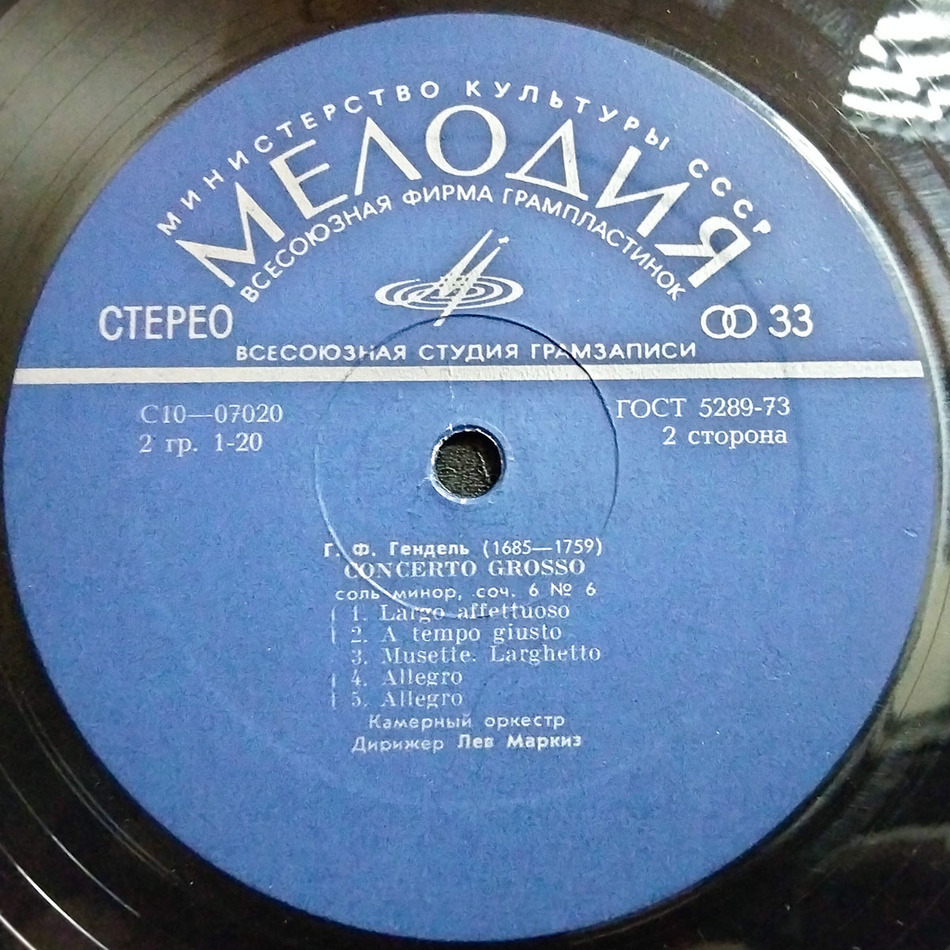 МИНИСТЕРСТВО КУЛЬТУРЫ СССР
МЕЛОДИЯ
ВСЕСОЮЗНАЯ ФИРМА ГРАМПЛАСТИНОК
СТЕРЕО
33
ВСЕСОЮЗНАЯ СТУДИЯ ГРАМЗАПИСИ
С10—07020
ГОСТ 5289-73
2 гр. 1-20
2 сторона
Г. Ф. Гендель (1685—1759)
CONCERTO GROSSO
соль минор, соч. 6 № 6
1. Largo affettuoso
2. A tempo giusto
3. Musette. Larghetto
4. Allegro
5. Allegro
Камерный оркестр
Дирижер Лев Маркиз